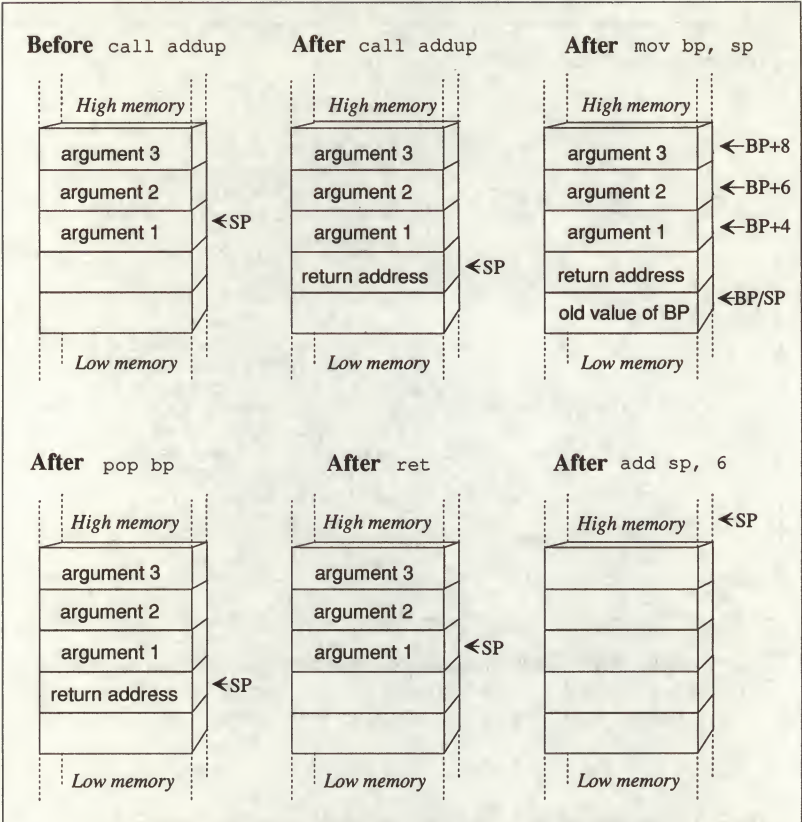 Before call addup
High memory
argument 3
argument 2
argument 1
←SP
Low memory
After call addup
High memory
argument 3
argument 2
argument 1
return address
←SP
Low memory
After mov bp, sp
High memory
argument 3
←BP+8
argument 2
←BP+6
argument 1
←BP+4
return address
old value of BP
←BP/SP
Low memory
After pop bp
High memory
argument 3
argument 2
argument 1
return address
←SP
Low memory
After ret
High memory
argument 3
argument 2
argument 1
←SP
Low memory
After add sp, 6
←SP
High memory
Low memory